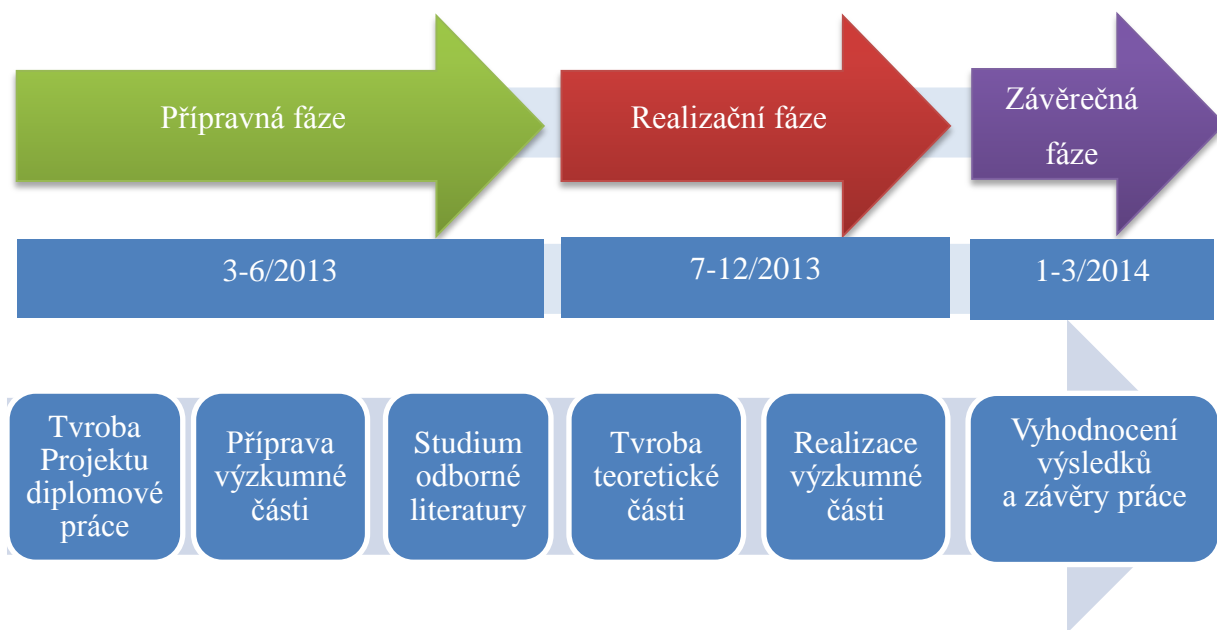 Přípravná fáze
Realizační fáze
Závěrečná
fáze
3-6/2013
7-12/2013
1-3/2014
Tvroba
Projektu
diplomové
práce
Příprava
výzkumné
části
Studium
odborné
literatury
Tvroba
teoretické
části
Realizace
výzkumné
části
Vyhodnocení
výsledků
a závěry práce